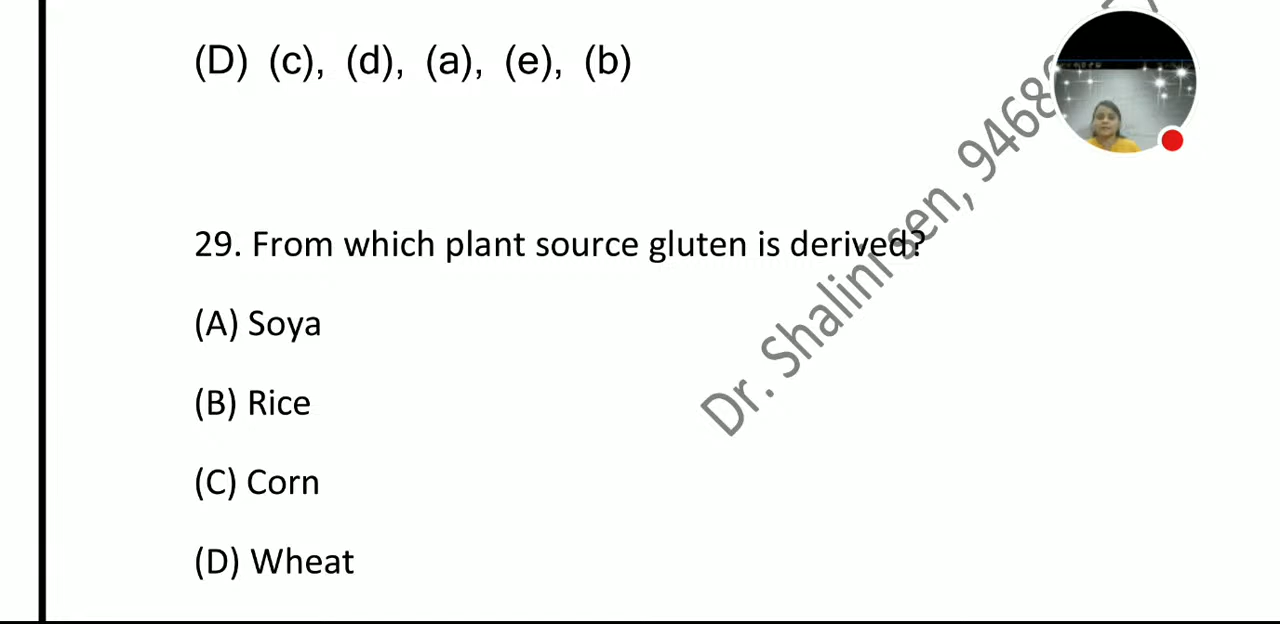 (D) (c), (d), (a), (e), (b)
29. From which plant source gluten is derived?
(A) Soya
(B) Rice
(C) Corn
(D) Wheat
Dr. Shalini sen, 9468